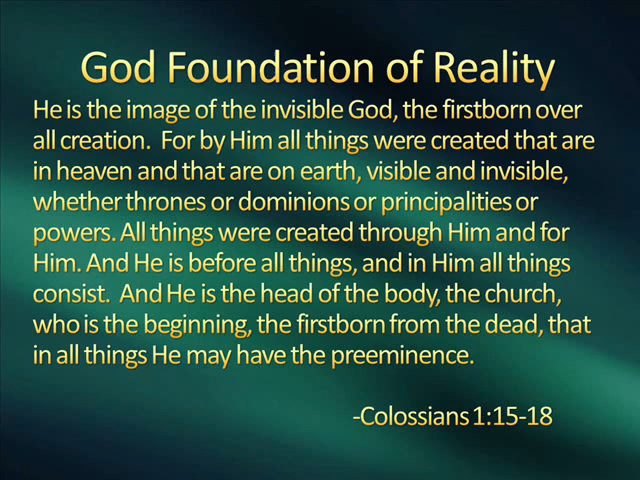 God Foundation of Reality
He is the image of the invisible God, the firstborn over
all creation. For by Him all things were created that are
in heaven and that are on earth, visible and invisible,
whether thrones or dominions or principalities or
powers. All things were created through Him and for
Him. And He is before all things, and in Him all things
consist. And He is the head of the body, the church,
who is the beginning, the firstborn from the dead, that
in all things He may have the preeminence.
-Colossians 1:15-18